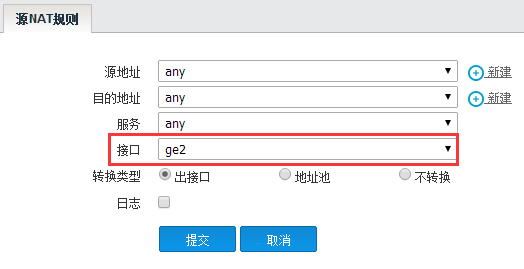 源NAT规则
源地址 any 新建
目的地址 any 新建
服务 any
接口 ge2
转换类型 出接口 地址池 不转换
日志
提交 取消